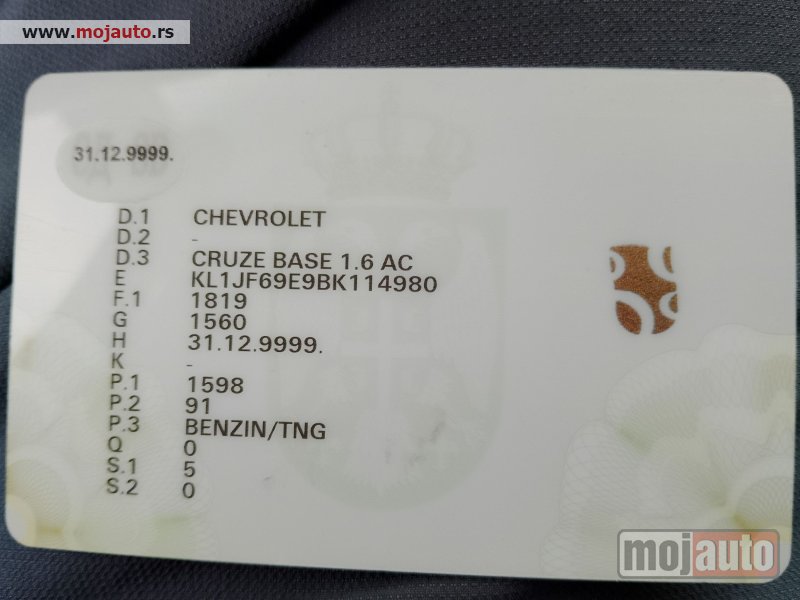 www.mojauto.rs
31.12.9999.
D.1 CHEVROLET
D.2 -
D.3 CRUZE BASE 1.6 AC
E KL1JF69E9BK114980
F.1 1819
G 1560
H 31.12.9999.
K -
P.1 1598
P.2 91
P.3 BENZIN/TNG
Q 0
S.1 5
S.2 0
mojauto